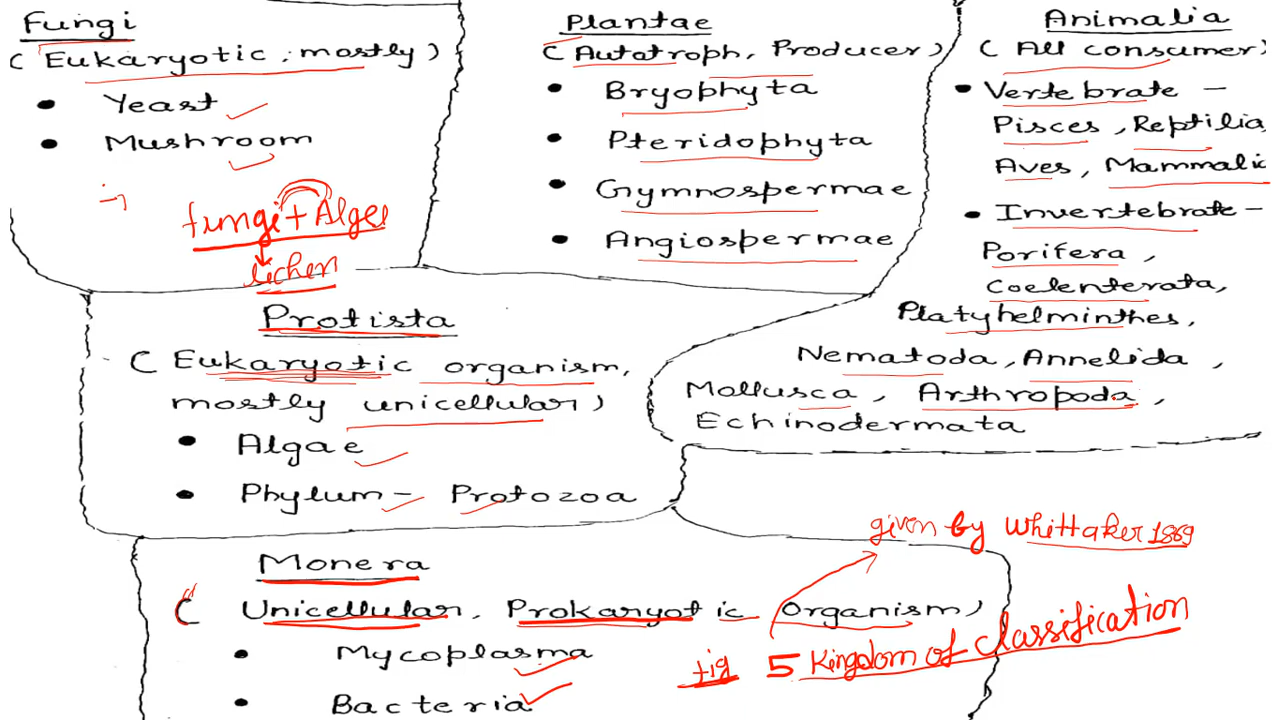 Fungi
( Eukaryotic, mostly )
• Yeast
• Mushroom
fungi + Algee
lichen
Plantae
( Autotroph, Producer )
• Bryophyta
• Pteridophyta
• Gymnospermae
• Angiospermae
Animalia
( All consumer )
• Vertebrate -
Pisces, Reptilia,
Aves, Mammalia
• Invertebrate -
Porifera,
Coelenterata,
Platyhelminthes,
Nematoda, Annelida,
Mollusca, Arthropoda,
Echinodermata
Protista
( Eukaryotic organism,
mostly unicellular )
• Algae
• Phylum - Protozoa
Monera
( Unicellular, Prokaryotic Organism )
• Mycoplasma
• Bacteria
given by Whittaker 1869
fig 5 Kingdom of classification